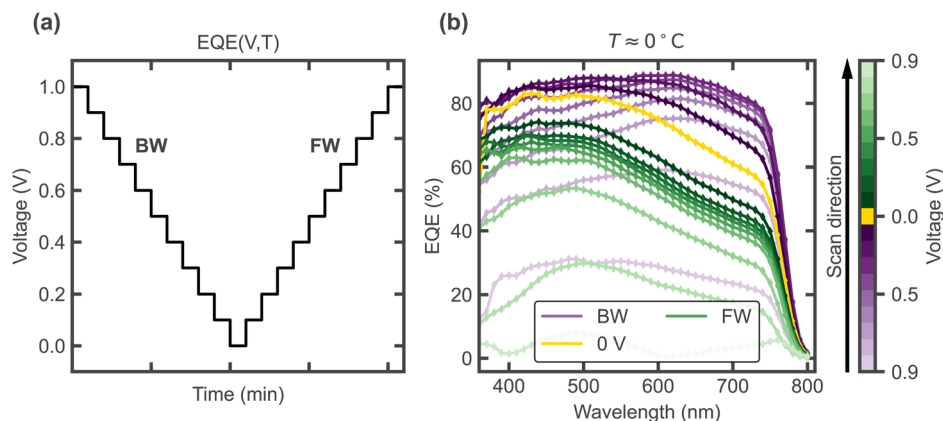 (a)
EQE(V,T)
1.0
0.8
0.6
0.4
0.2
0.0
Voltage (V)
BW
FW
Time (min)
(b)
T ≈ 0°C
80
60
40
20
0
EQE (%)
BW
FW
0 V
400
500
600
700
800
Wavelength (nm)
Scan direction
0.9
0.5
0.0
0.5
0.9
Voltage (V)